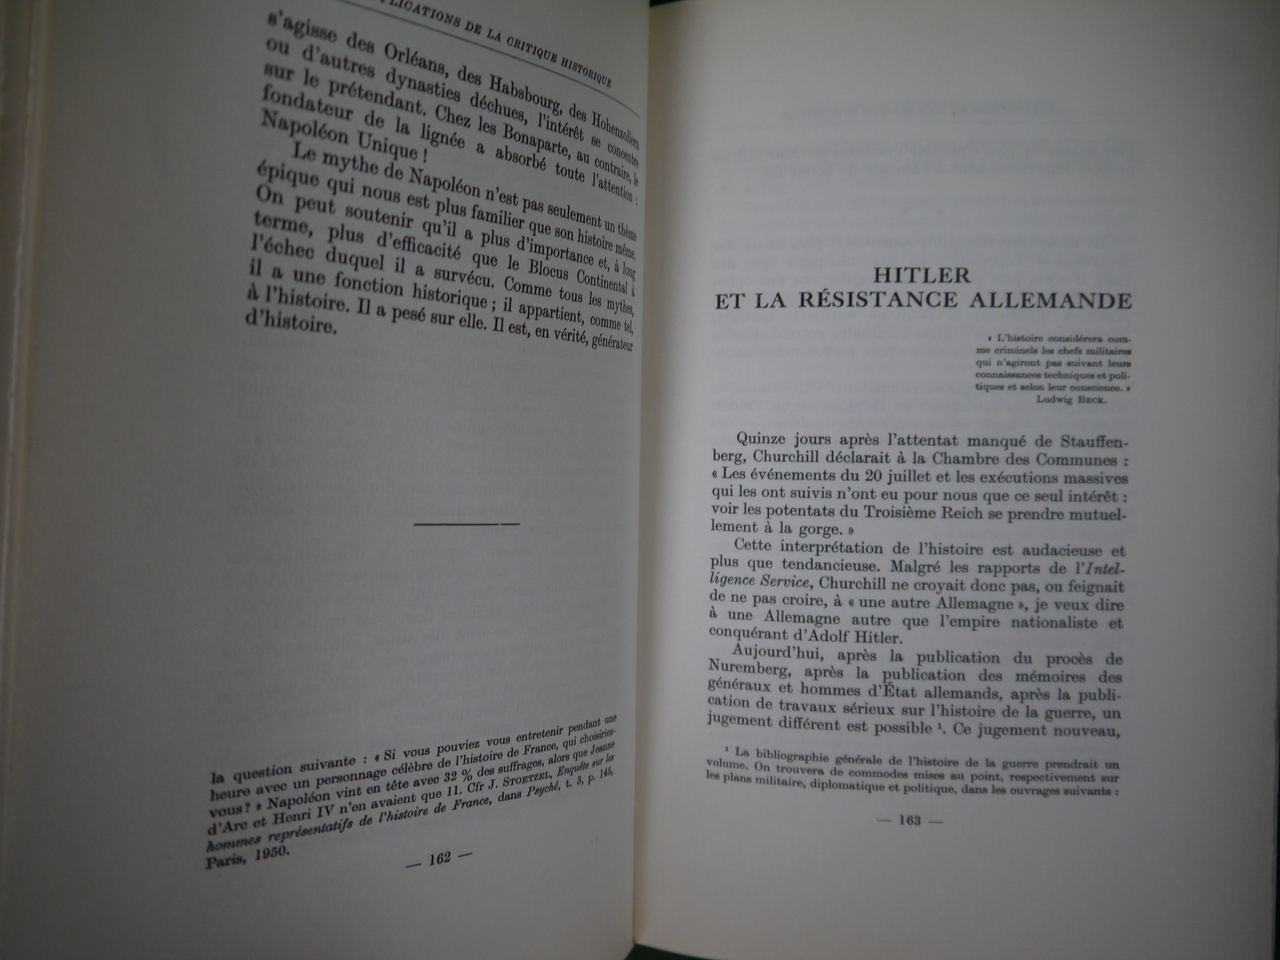 PLICATIONS DE LA CRITIQUE HISTORIQUE
s'agisse des Orléans, des Habsbourg, des Hohenzollern
ou d'autres dynasties déchues, l'intérêt se concentre
sur le prétendant. Chez les Bonaparte, au contraire, le
fondateur de la lignée a absorbé toute l'attention :
Napoléon Unique !
Le mythe de Napoléon n'est pas seulement un thème
épique qui nous est plus familier que son histoire même.
On peut soutenir qu'il a plus d'importance et, à long
terme, plus d'efficacité que le Blocus Continental à
l'échec duquel il a survécu. Comme tous les mythes,
il a une fonction historique ; il appartient, comme tel,
à l'histoire. Il a pesé sur elle. Il est, en vérité, générateur
d'histoire.
la question suivante : « Si vous pouviez vous entretenir pendant une
heure avec un personnage célèbre de l'histoire de France, qui choisiriez-
vous ? » Napoléon vint en tête avec 32 % des suffrages, alors que Jeanne
d'Arc et Henri IV n'en avaient que 11. Cfr J. STOETZEL, Enquête sur les
hommes représentatifs de l'histoire de France, dans Psyché, t. 5, p. 145,
Paris, 1950.
— 162 —
HITLER
ET LA RÉSISTANCE ALLEMANDE
« L'histoire considérera com-
me criminels les chefs militaires
qui n'agiront pas suivant leurs
connaissances techniques et poli-
tiques et selon leur conscience. »
Ludwig BECK.
Quinze jours après l'attentat manqué de Stauffen-
berg, Churchill déclarait à la Chambre des Communes :
« Les événements du 20 juillet et les exécutions massives
qui les ont suivis n'ont eu pour nous que ce seul intérêt :
voir les potentats du Troisième Reich se prendre mutuel-
lement à la gorge. »
Cette interprétation de l'histoire est audacieuse et
plus que tendancieuse. Malgré les rapports de l'Intel-
ligence Service, Churchill ne croyait donc pas, ou feignait
de ne pas croire, à « une autre Allemagne », je veux dire
à une Allemagne autre que l'empire nationaliste et
conquérant d'Adolf Hitler.
Aujourd'hui, après la publication du procès de
Nuremberg, après la publication des mémoires des
généraux et hommes d'État allemands, après la publi-
cation de travaux sérieux sur l'histoire de la guerre, un
jugement différent est possible ¹. Ce jugement nouveau,
¹ La bibliographie générale de l'histoire de la guerre prendrait un
volume. On trouvera de commodes mises au point, respectivement sur
les plans militaire, diplomatique et politique, dans les ouvrages suivants :
— 163 —